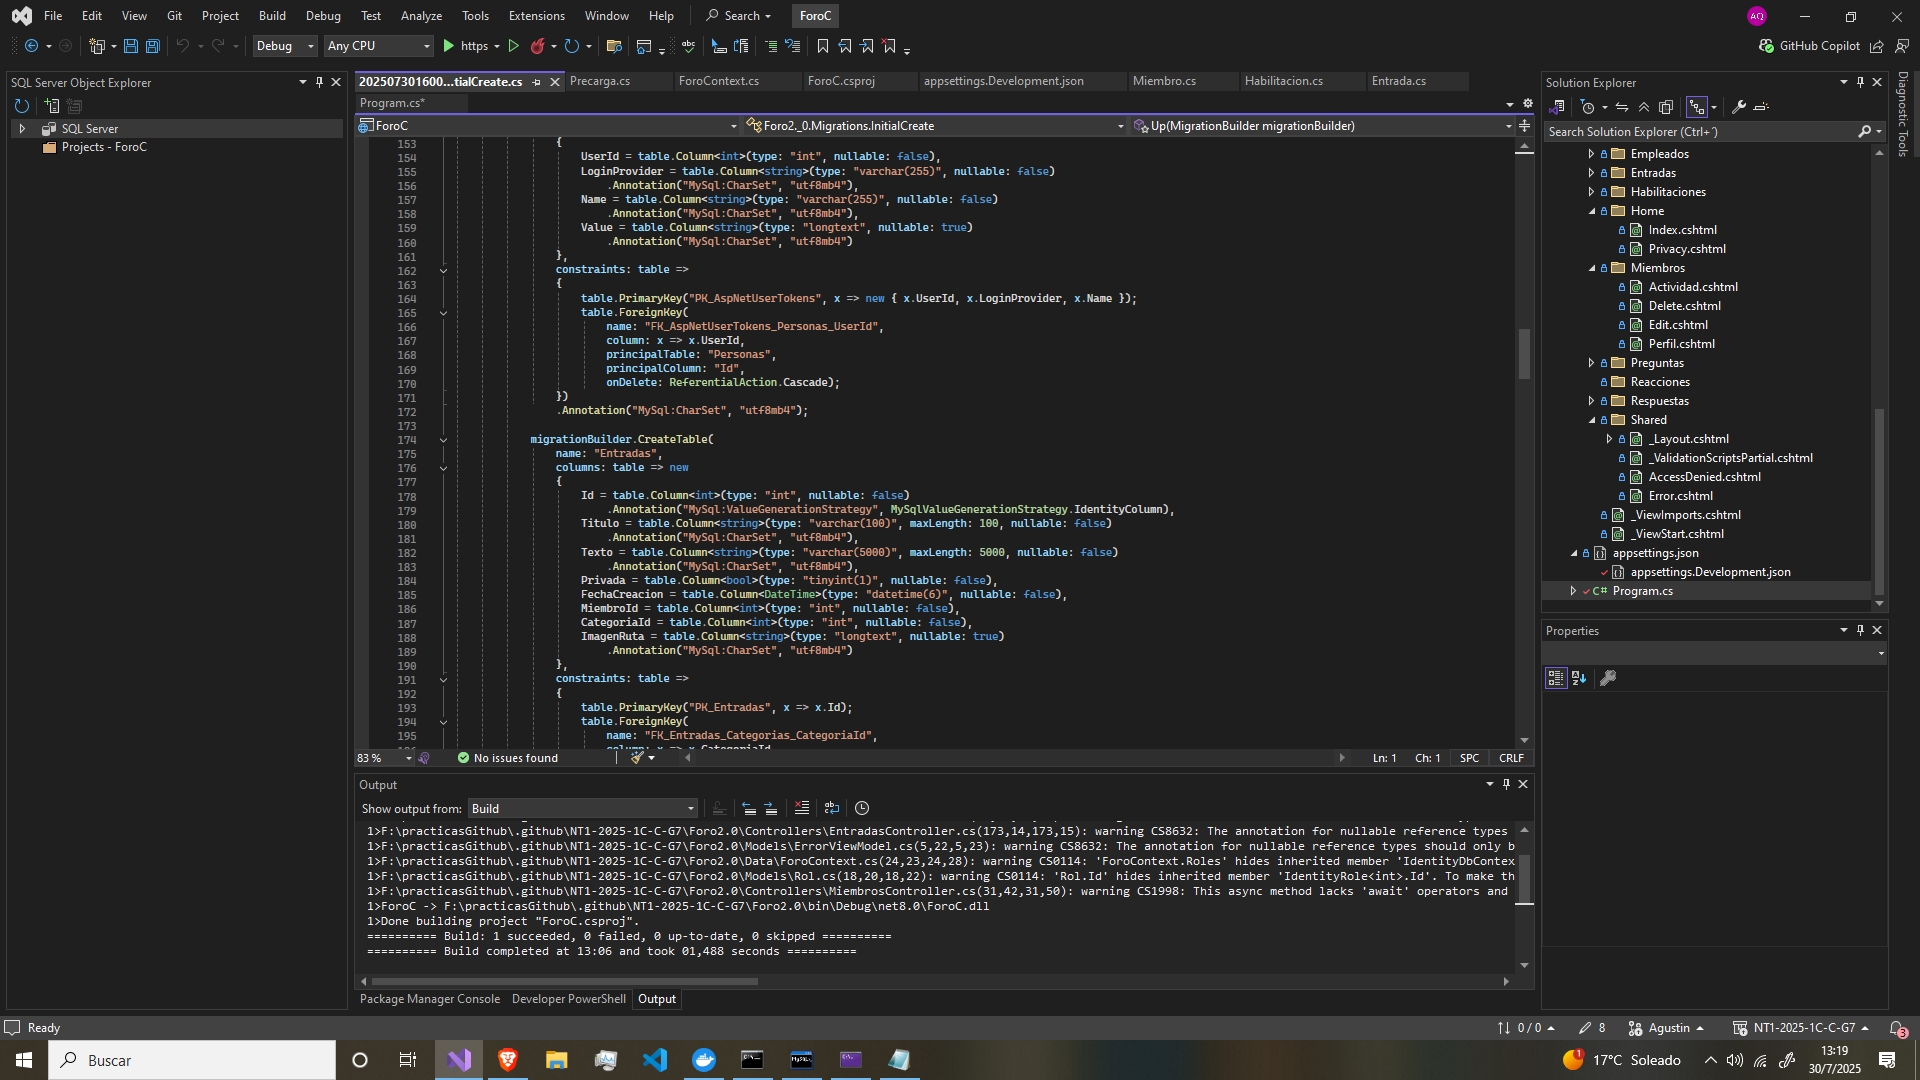 File Edit View Git Project Build Debug Test Analyze Tools Extensions Window Help Search ForoC AQ
Debug Any CPU https GitHub Copilot
SQL Server Object Explorer
SQL Server
Projects - ForoC
202507301600...tialCreate.cs Precarga.cs ForoContext.cs ForoC.csproj appsettings.Development.json Miembro.cs Habilitacion.cs Entrada.cs
Program.cs*
ForoC Foro2._0.Migrations.InitialCreate Up(MigrationBuilder migrationBuilder)
153 {
154 UserId = table.Column<int>(type: "int", nullable: false),
155 LoginProvider = table.Column<string>(type: "varchar(255)", nullable: false)
156 .Annotation("MySql:CharSet", "utf8mb4"),
157 Name = table.Column<string>(type: "varchar(255)", nullable: false)
158 .Annotation("MySql:CharSet", "utf8mb4"),
159 Value = table.Column<string>(type: "longtext", nullable: true)
160 .Annotation("MySql:CharSet", "utf8mb4")
161 },
162 constraints: table =>
163 {
164 table.PrimaryKey("PK_AspNetUserTokens", x => new { x.UserId, x.LoginProvider, x.Name });
165 table.ForeignKey(
166 name: "FK_AspNetUserTokens_Personas_UserId",
167 column: x => x.UserId,
168 principalTable: "Personas",
169 principalColumn: "Id",
170 onDelete: ReferentialAction.Cascade);
171 })
172 .Annotation("MySql:CharSet", "utf8mb4");
173
174 migrationBuilder.CreateTable(
175 name: "Entradas",
176 columns: table => new
177 {
178 Id = table.Column<int>(type: "int", nullable: false)
179 .Annotation("MySql:ValueGenerationStrategy", MySqlValueGenerationStrategy.IdentityColumn),
180 Titulo = table.Column<string>(type: "varchar(100)", maxLength: 100, nullable: false)
181 .Annotation("MySql:CharSet", "utf8mb4"),
182 Texto = table.Column<string>(type: "varchar(5000)", maxLength: 5000, nullable: false)
183 .Annotation("MySql:CharSet", "utf8mb4"),
184 Privada = table.Column<bool>(type: "tinyint(1)", nullable: false),
185 FechaCreacion = table.Column<DateTime>(type: "datetime(6)", nullable: false),
186 MiembroId = table.Column<int>(type: "int", nullable: false),
187 CategoriaId = table.Column<int>(type: "int", nullable: false),
188 ImagenRuta = table.Column<string>(type: "longtext", nullable: true)
189 .Annotation("MySql:CharSet", "utf8mb4")
190 },
191 constraints: table =>
192 {
193 table.PrimaryKey("PK_Entradas", x => x.Id);
194 table.ForeignKey(
195 name: "FK_Entradas_Categorias_CategoriaId",
column: x => x.CategoriaId
83 % No issues found Ln: 1 Ch: 1 SPC CRLF
Output
Show output from: Build
1>F:\practicasGithub\.github\NT1-2025-1C-C-G7\Foro2.0\Controllers\EntradasController.cs(173,14,173,15): warning CS8632: The annotation for nullable reference types
1>F:\practicasGithub\.github\NT1-2025-1C-C-G7\Foro2.0\Models\ErrorViewModel.cs(5,22,5,23): warning CS8632: The annotation for nullable reference types should only b
1>F:\practicasGithub\.github\NT1-2025-1C-C-G7\Foro2.0\Data\ForoContext.cs(24,23,24,28): warning CS0114: 'ForoContext.Roles' hides inherited member 'IdentityDbContex
1>F:\practicasGithub\.github\NT1-2025-1C-C-G7\Foro2.0\Models\Rol.cs(18,20,18,22): warning CS0114: 'Rol.Id' hides inherited member 'IdentityRole<int>.Id'. To make th
1>F:\practicasGithub\.github\NT1-2025-1C-C-G7\Foro2.0\Controllers\MiembrosController.cs(31,42,31,50): warning CS1998: This async method lacks 'await' operators and
1>ForoC -> F:\practicasGithub\.github\NT1-2025-1C-C-G7\Foro2.0\bin\Debug\net8.0\ForoC.dll
1>Done building project "ForoC.csproj".
========== Build: 1 succeeded, 0 failed, 0 up-to-date, 0 skipped ==========
========== Build completed at 13:06 and took 01,488 seconds ==========
Package Manager Console Developer PowerShell Output
Solution Explorer
Search Solution Explorer (Ctrl+´)
Empleados
Entradas
Habilitaciones
Home
Index.cshtml
Privacy.cshtml
Miembros
Actividad.cshtml
Delete.cshtml
Edit.cshtml
Perfil.cshtml
Preguntas
Reacciones
Respuestas
Shared
_Layout.cshtml
_ValidationScriptsPartial.cshtml
AccessDenied.cshtml
Error.cshtml
_ViewImports.cshtml
_ViewStart.cshtml
appsettings.json
appsettings.Development.json
C# Program.cs
Properties
Diagnostic Tools
Ready 0 / 0 8 Agustin NT1-2025-1C-C-G7 3
Buscar 17°C Soleado 13:19
30/7/2025